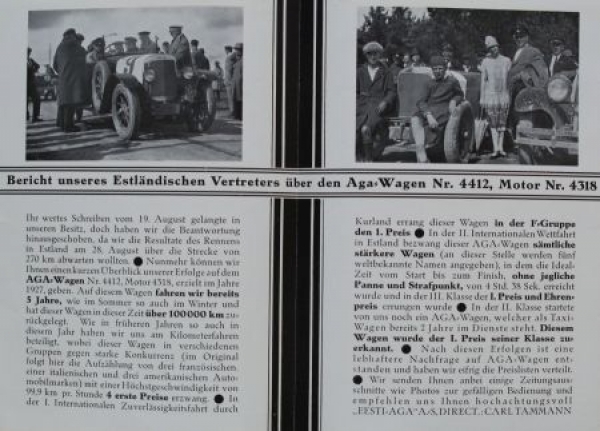 Bericht unseres Estländischen Vertreters über den Aga-Wagen Nr. 4412, Motor Nr. 4318
Ihr wertes Schreiben vom 19. August gelangte in
unseren Besitz, doch haben wir die Beantwortung
hinausgeschoben, da wir die Resultate des Rennens
in Estland am 28. August über die Strecke von
270 km abwarten wollten. ● Nunmehr können wir
Ihnen einen kurzen Überblick unserer Erfolge auf dem
AGA-Wagen Nr. 4412, Motor 4318, erzielt im Jahre
1927, geben. Auf diesem Wagen fahren wir bereits
5 Jahre, wie im Sommer so auch im Winter und
hat dieser Wagen in dieser Zeit über 100000 km zu-
rückgelegt. Wie in früheren Jahren so auch in
diesem Jahr haben wir uns am Kilometerfahren
beteiligt, wobei dieser Wagen in verschiedenen
Gruppen gegen starke Konkurenz (im Original
folgt hier die Aufzählung von drei französischen
einer italienischen und drei amerikanischen Auto-
mobilmarken) mit einer Höchstgeschwindigkeit von
99,9 km pr. Stunde 4 erste Preise erzwang. ● In
der I. Internationalen Zuverlässigkeitsfahrt durch
Kurland errang dieser Wagen in der F-Gruppe
den I. Preis ● In der II. Internationalen Wettfahrt
in Estland bezwang dieser AGA-Wagen sämtliche
stärkere Wagen (an dieser Stelle werden fünf
weltbekannte Namen angegeben), in dem die Ideal-
Zeit vom Start bis zum Finish, ohne jegliche
Panne und Strafpunkt, von 4 Std. 38 Sek. erreicht
wurde und in der III. Klasse der I. Preis und Ehren-
preis errungen wurde ● In der II. Klasse startete
von uns noch ein AGA-Wagen, welcher als Taxi-
Wagen bereits 2 Jahre im Dienste steht. Diesem
Wagen wurde der I. Preis seiner Klasse zu-
erkannt. ● Nach diesen Erfolgen ist eine
lebhaftere Nachfrage auf AGA-Wagen ent-
standen und haben wir eifrig die Preislisten verteilt.
● Wir senden Ihnen anbei einige Zeitungsaus-
schnitte wie Photos zur gefälligen Bedienung und
empfehlen uns Ihnen hochachtungsvoll
„EESTI-AGA" A/S, DIRECT.: CARL TAMMANN